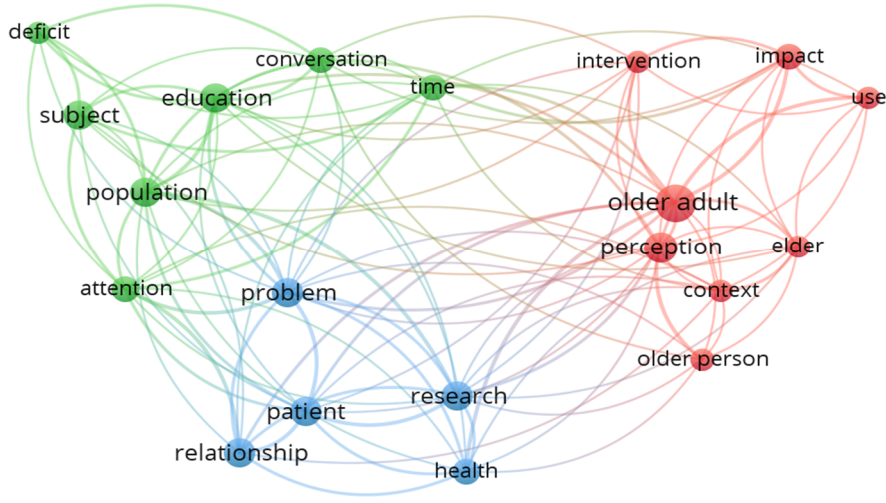 deficit
conversation
intervention
impact
education
time
use
subject
population
older adult
perception
elder
attention
problem
context
older person
patient
research
relationship
health